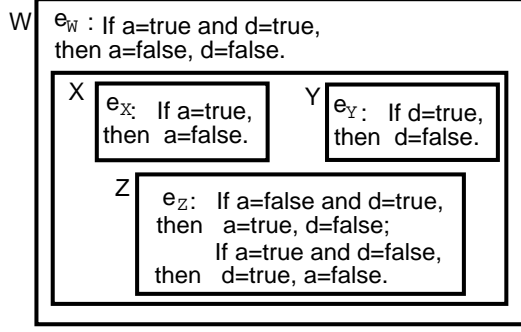 W e_W : If a=true and d=true,
then a=false, d=false.
X e_X: If a=true,
then a=false.
Y e_Y: If d=true,
then d=false.
Z e_Z: If a=false and d=true,
then a=true, d=false;
If a=true and d=false,
then d=true, a=false.